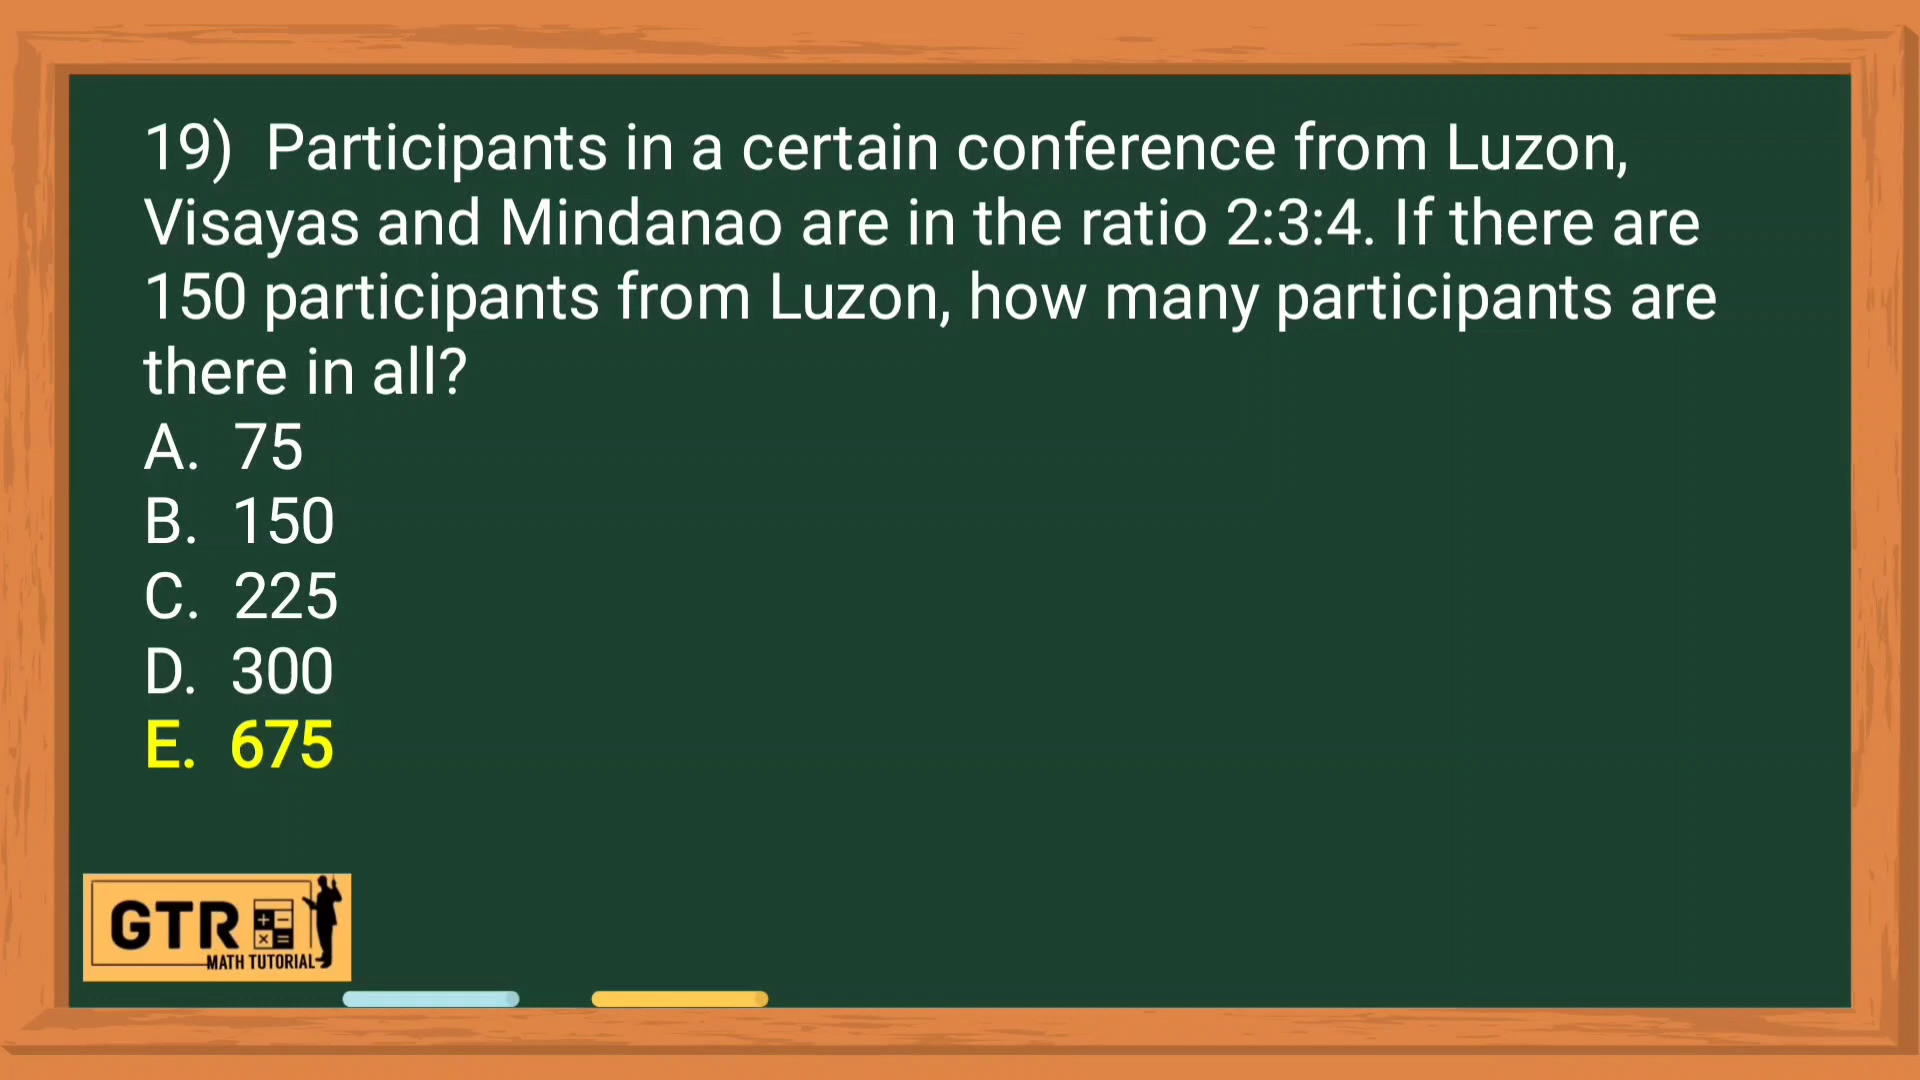 19) Participants in a certain conference from Luzon,
Visayas and Mindanao are in the ratio 2:3:4. If there are
150 participants from Luzon, how many participants are
there in all?
A. 75
B. 150
C. 225
D. 300
E. 675
GTR
MATH TUTORIAL